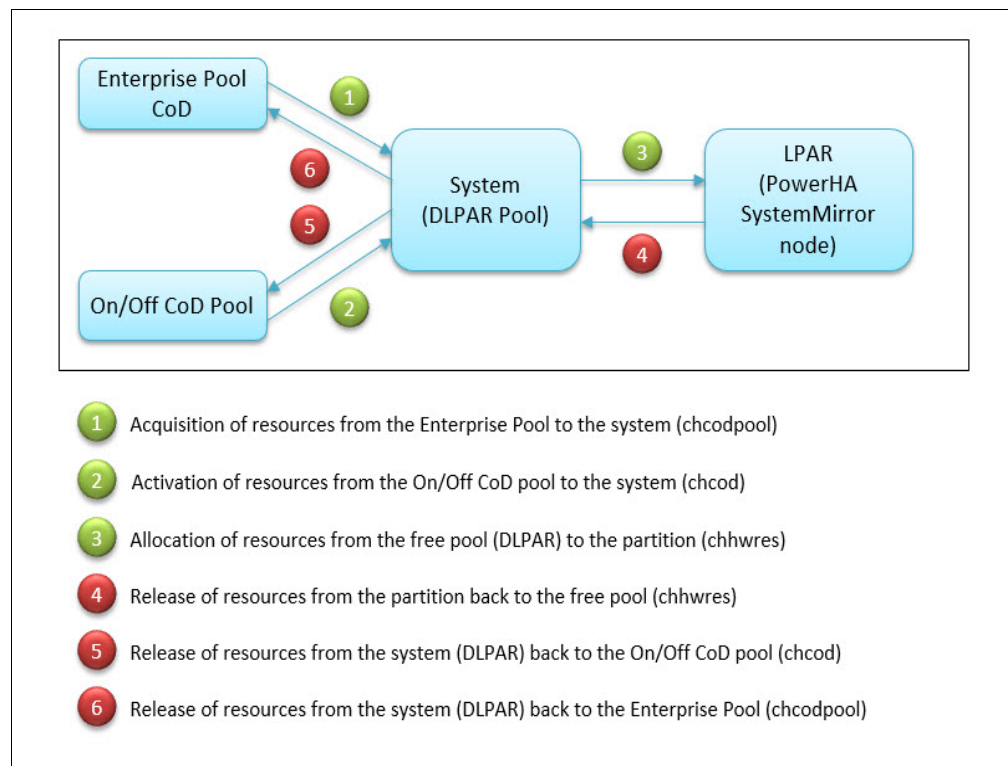 Enterprise Pool
CoD
1
6
5
2
On/Off CoD Pool
System
(DLPAR Pool)
3
4
LPAR
(PowerHA
SystemMirror
node)
1 Acquisition of resources from the Enterprise Pool to the system (chcodpool)
2 Activation of resources from the On/Off CoD pool to the system (chcod)
3 Allocation of resources from the free pool (DLPAR) to the partition (chhwres)
4 Release of resources from the partition back to the free pool (chhwres)
5 Release of resources from the system (DLPAR) back to the On/Off CoD pool (chcod)
6 Release of resources from the system (DLPAR) back to the Enterprise Pool (chcodpool)